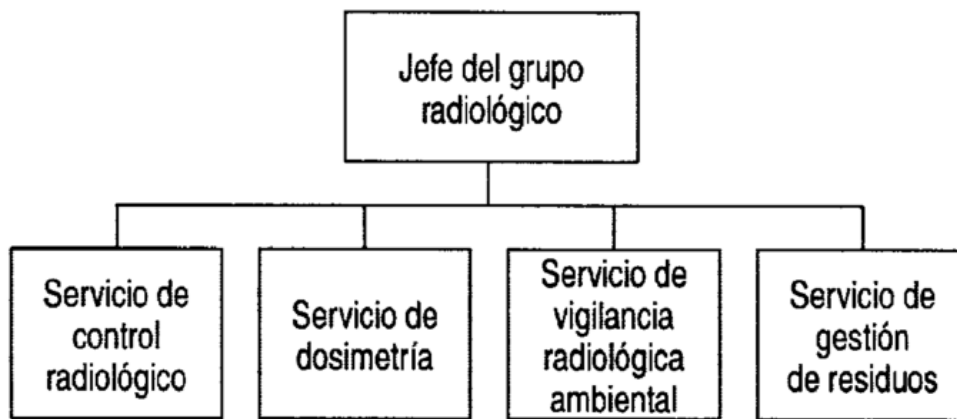 Jefe del grupo
radiológico
Servicio de
control
radiológico
Servicio de
dosimetría
Servicio de
vigilancia
radiológica
ambiental
Servicio de
gestión
de residuos